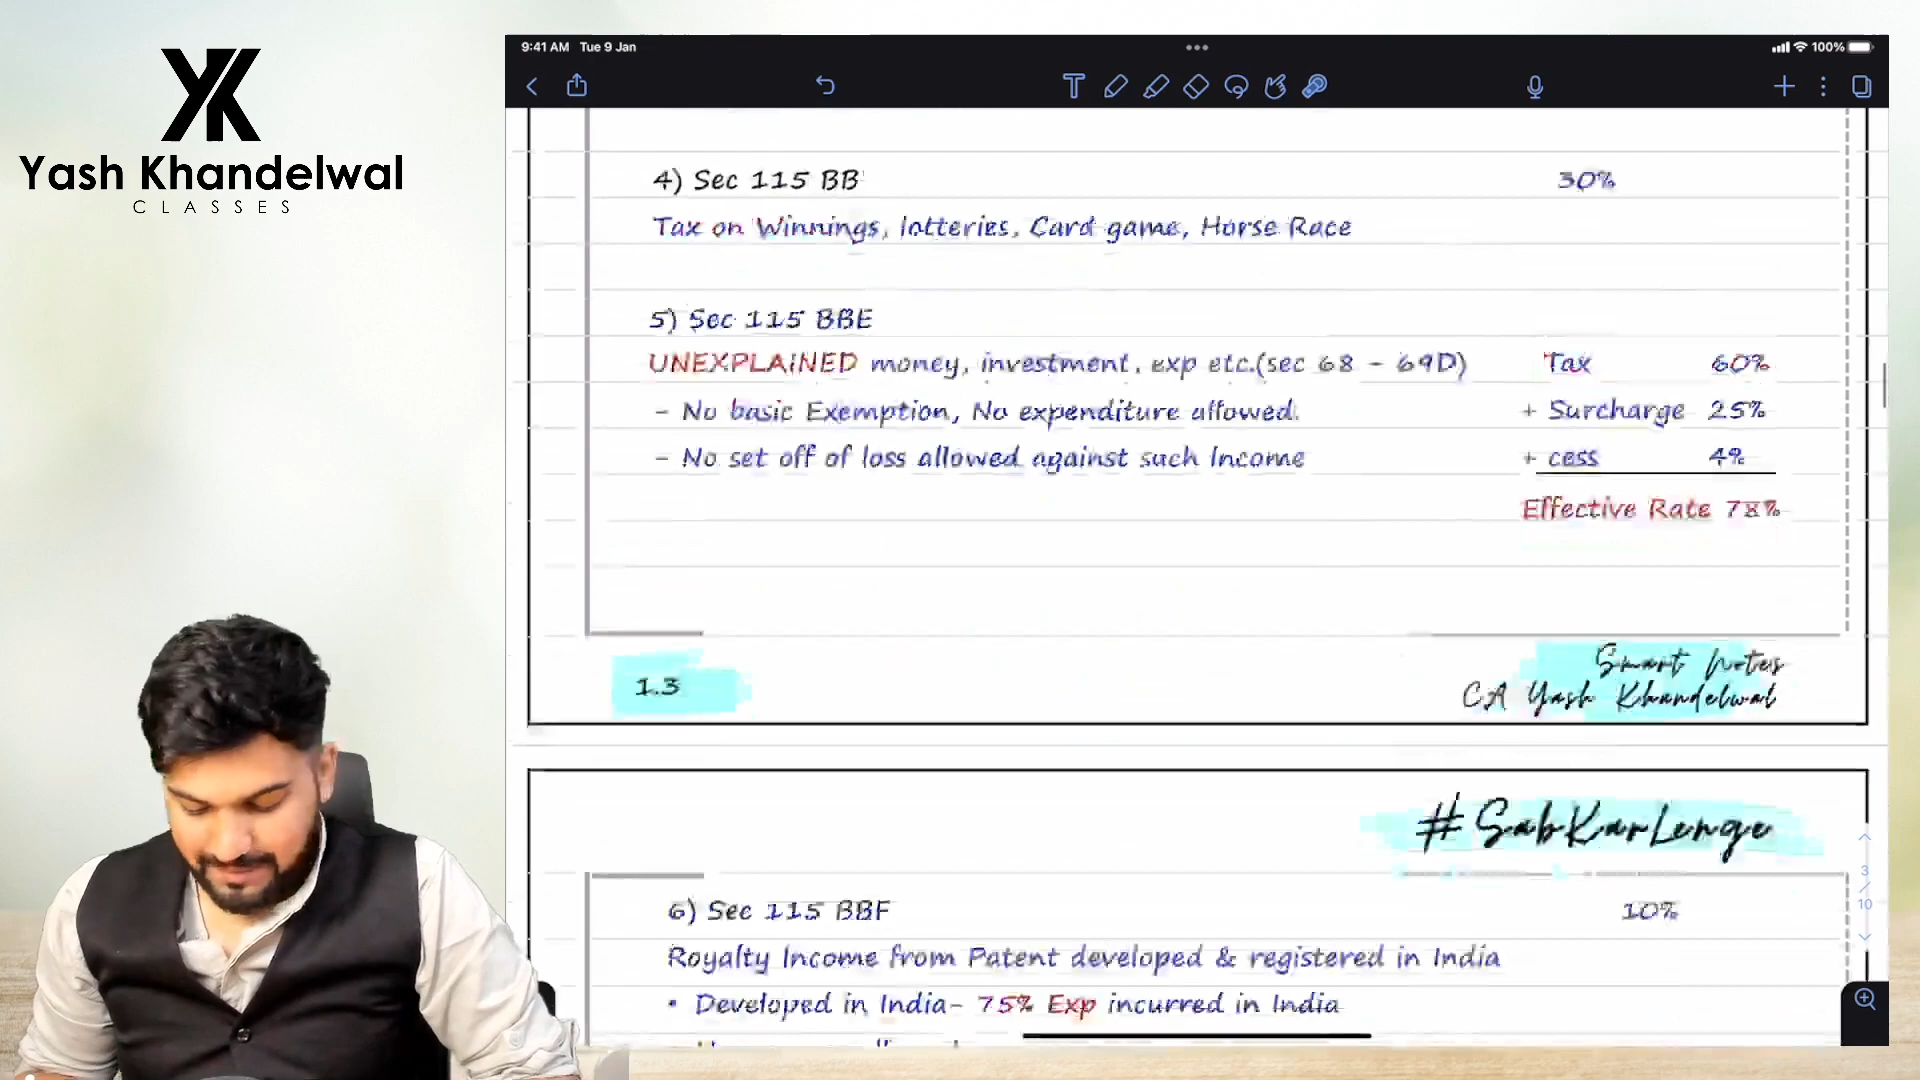 Yash Khandelwal
CLASSES
9:41 AM Tue 9 Jan
100%
4) Sec 115 BB 30%
Tax on Winnings, lotteries, Card game, Horse Race
5) Sec 115 BBE
UNEXPLAINED money, investment, exp etc.(sec 68 - 69D) Tax 60%
- No basic Exemption, No expenditure allowed. + Surcharge 25%
- No set off of loss allowed against such Income + cess 4%
Effective Rate 78%
1.3
Smart Notes
CA Yash Khandelwal
#SabKarLenge
3 / 10
6) Sec 115 BBF 10%
Royalty Income from Patent developed & registered in India
• Developed in India- 75% Exp incurred in India